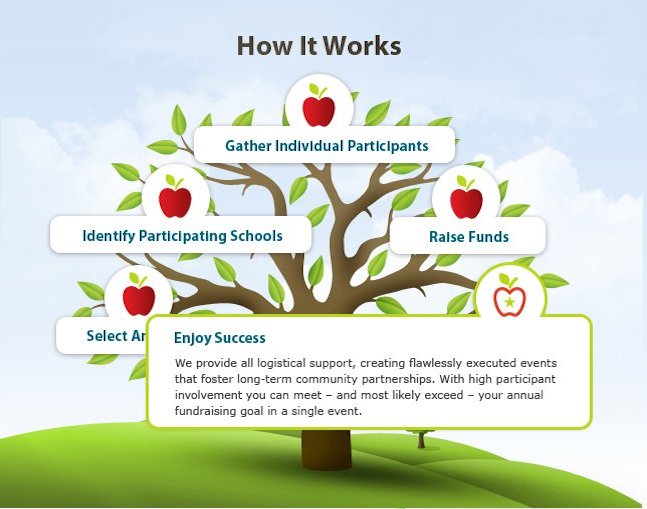 How It Works
Gather Individual Participants
Identify Participating Schools
Raise Funds
Select
Enjoy Success
We provide all logistical support, creating flawlessly executed events
that foster long-term community partnerships. With high participant
involvement you can meet – and most likely exceed – your annual
fundraising goal in a single event.